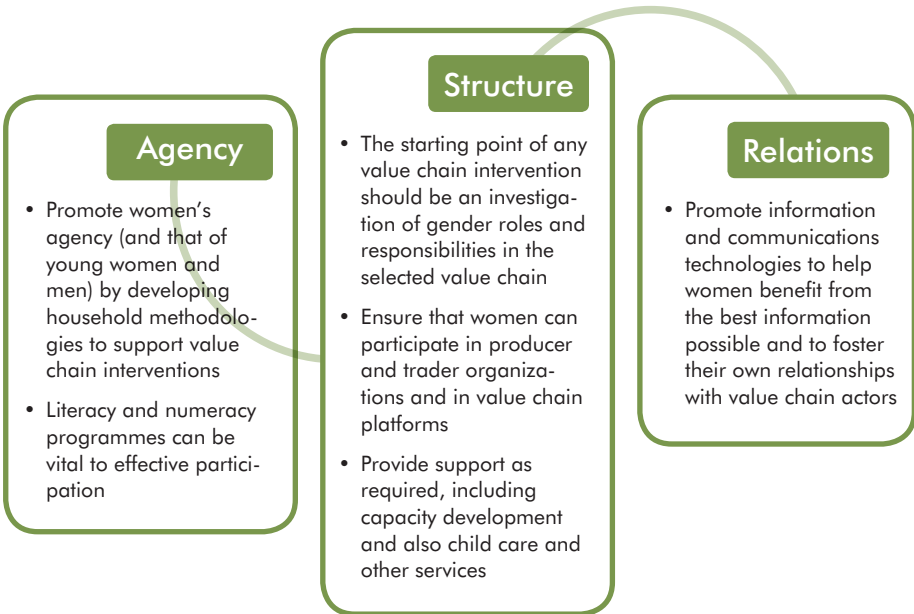 Agency
• Promote women's
agency (and that of
young women and
men) by developing
household methodolo-
gies to support value
chain interventions
• Literacy and numeracy
programmes can be
vital to effective partici-
pation
Structure
• The starting point of any
value chain intervention
should be an investiga-
tion of gender roles and
responsibilities in the
selected value chain
• Ensure that women can
participate in producer
and trader organiza-
tions and in value chain
platforms
• Provide support as
required, including
capacity development
and also child care and
other services
Relations
• Promote information
and communications
technologies to help
women benefit from
the best information
possible and to foster
their own relationships
with value chain actors